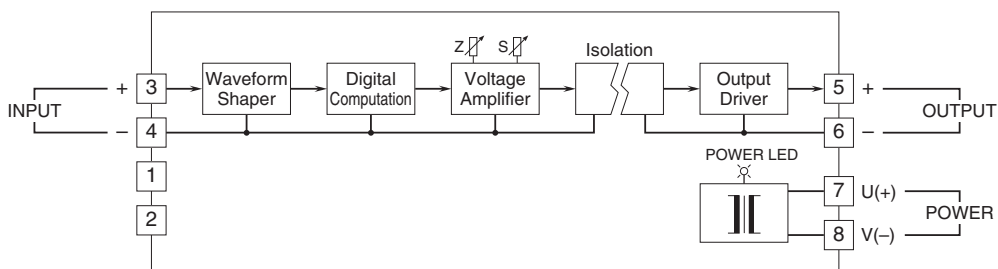 Z S Isolation
INPUT + 3 Waveform Shaper Digital Computation Voltage Amplifier Output Driver 5 + OUTPUT
– 4 6 –
1 POWER LED
7 U(+) POWER
2 8 V(–)